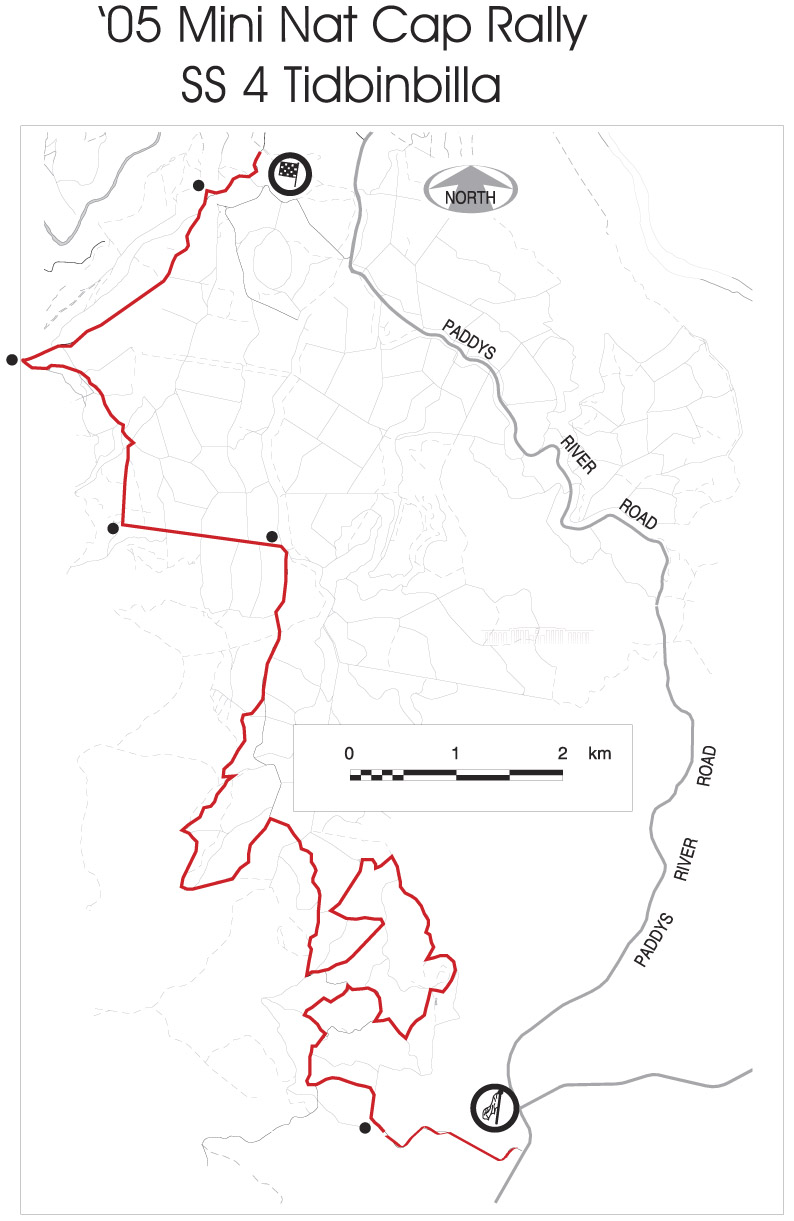 ‘05 Mini Nat Cap Rally
SS 4 Tidbinbilla
NORTH
PADDYS
RIVER
ROAD
0 1 2 km
ROAD
RIVER
PADDYS